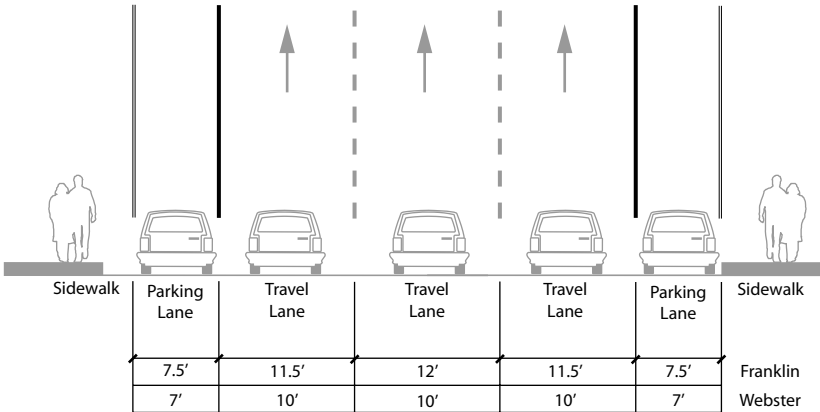 Sidewalk Parking Travel Travel Travel Parking Sidewalk
Lane Lane Lane Lane Lane
7.5’ 11.5’ 12’ 11.5’ 7.5’ Franklin
7’ 10’ 10’ 10’ 7’ Webster